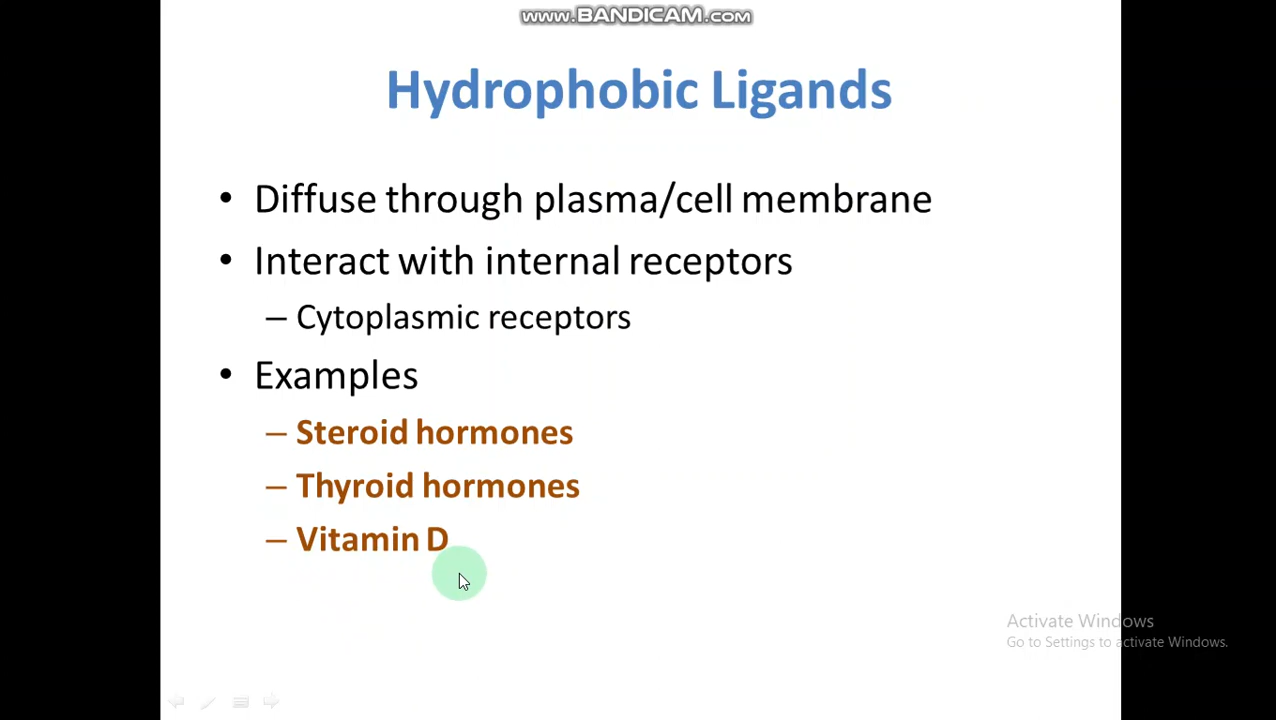 www.BANDICAM.com
Hydrophobic Ligands
• Diffuse through plasma/cell membrane
• Interact with internal receptors
– Cytoplasmic receptors
• Examples
– Steroid hormones
– Thyroid hormones
– Vitamin D
Activate Windows
Go to Settings to activate Windows.